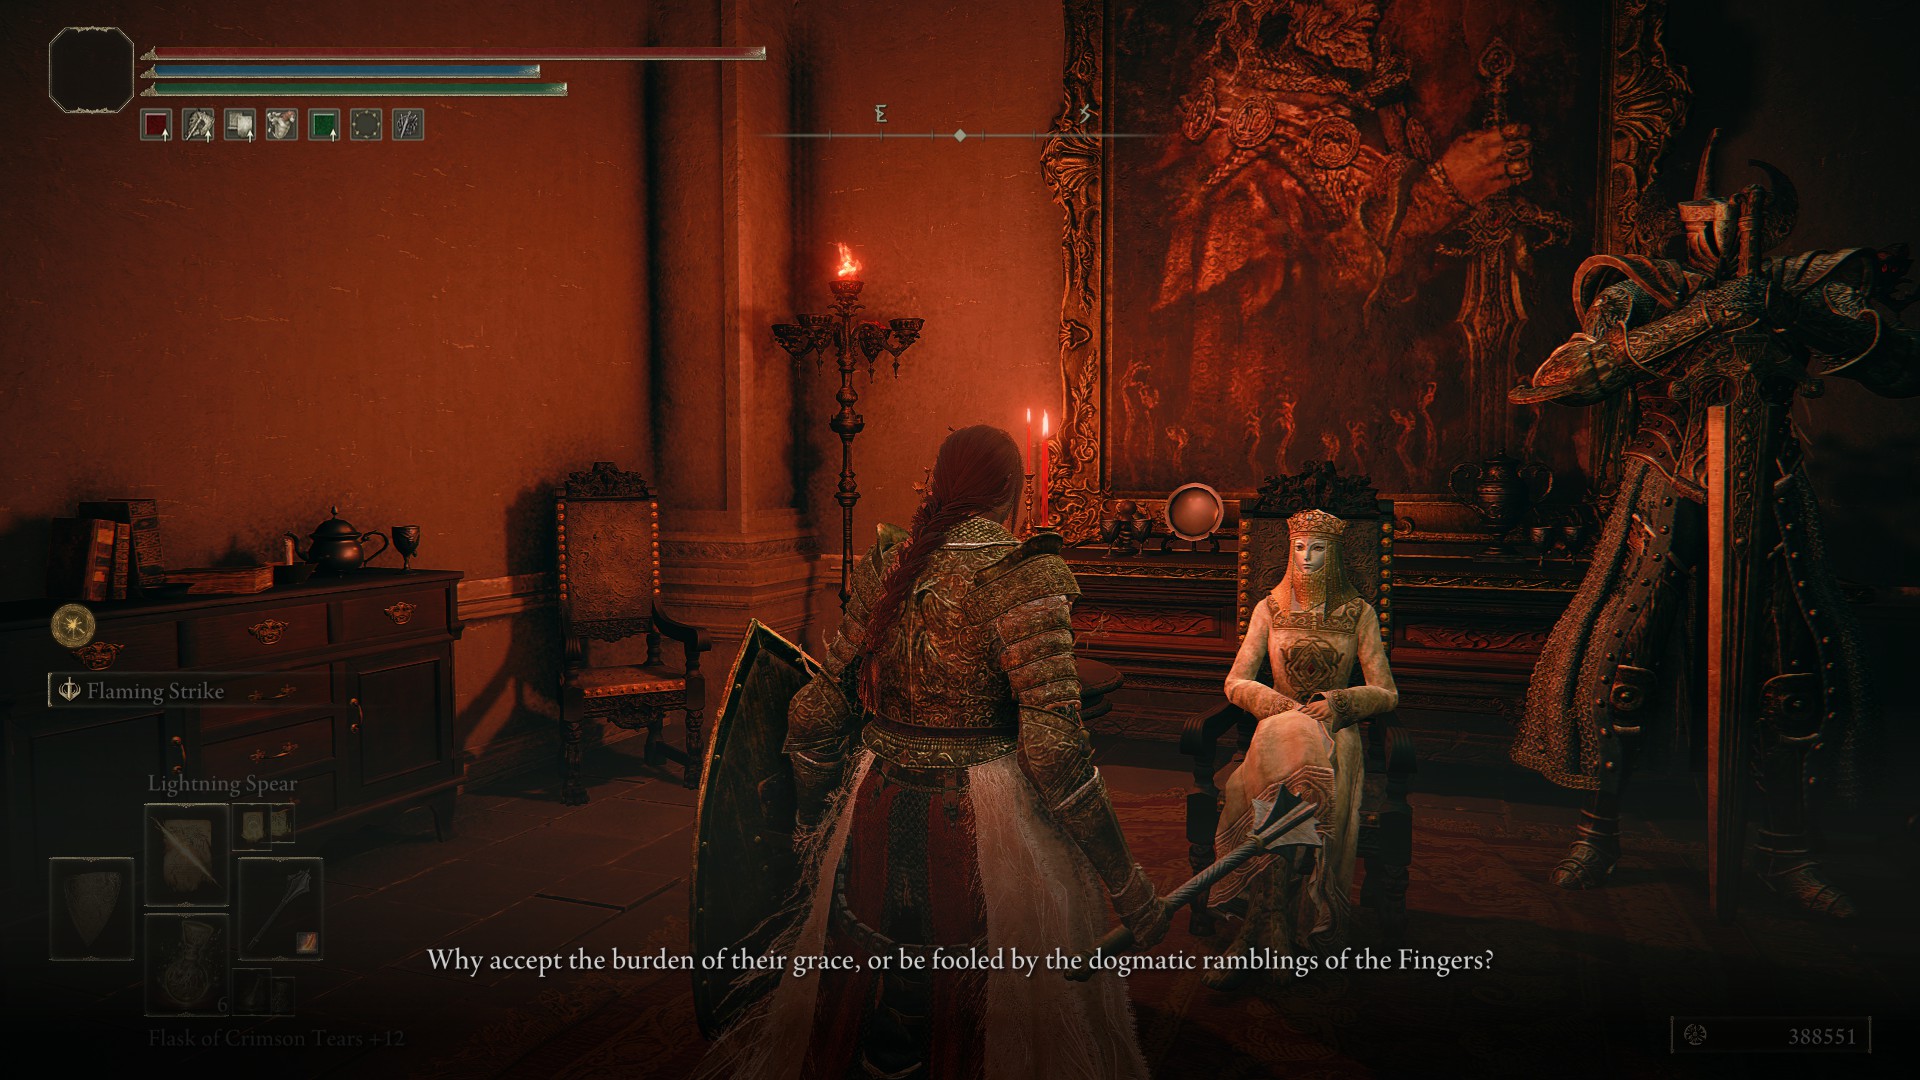 E
S
Flaming Strike
Lightning Spear
Why accept the burden of their grace, or be fooled by the dogmatic ramblings of the Fingers?
6
Flask of Crimson Tears +12
388551